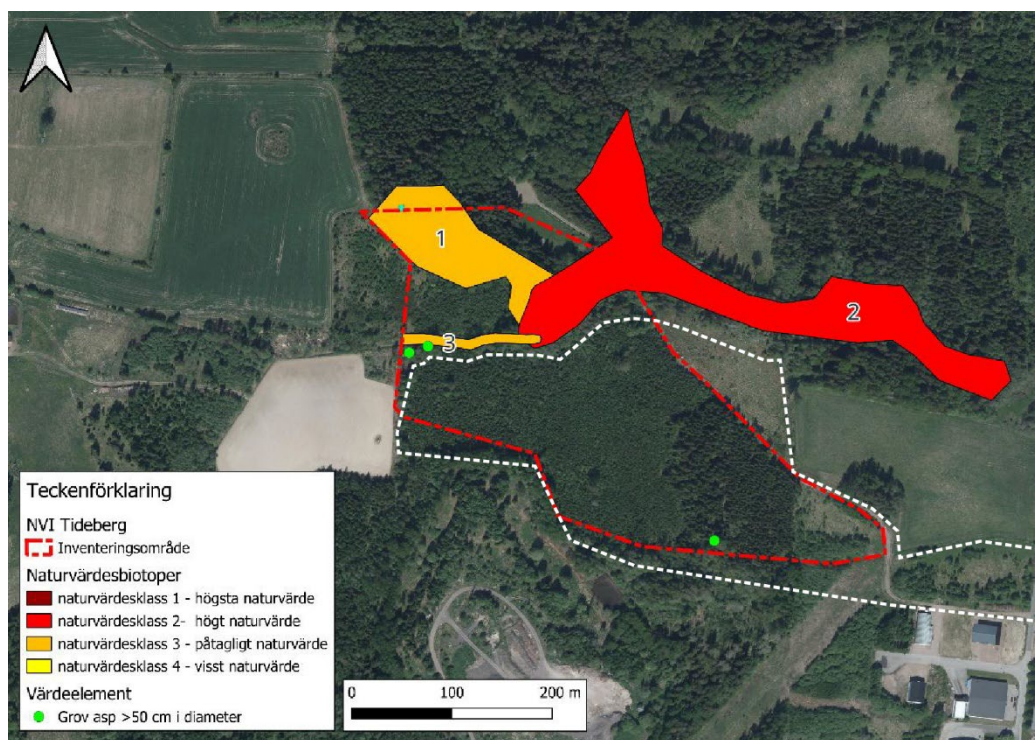 1
2
3
Teckenförklaring
NVI Tideberg
Inventeringsområde
Naturvärdesbiotoper
naturvärdesklass 1 - högsta naturvärde
naturvärdesklass 2- högt naturvärde
naturvärdesklass 3 - påtagligt naturvärde
naturvärdesklass 4 - visst naturvärde
Värdeelement
Grov asp >50 cm i diameter
0 100 200 m